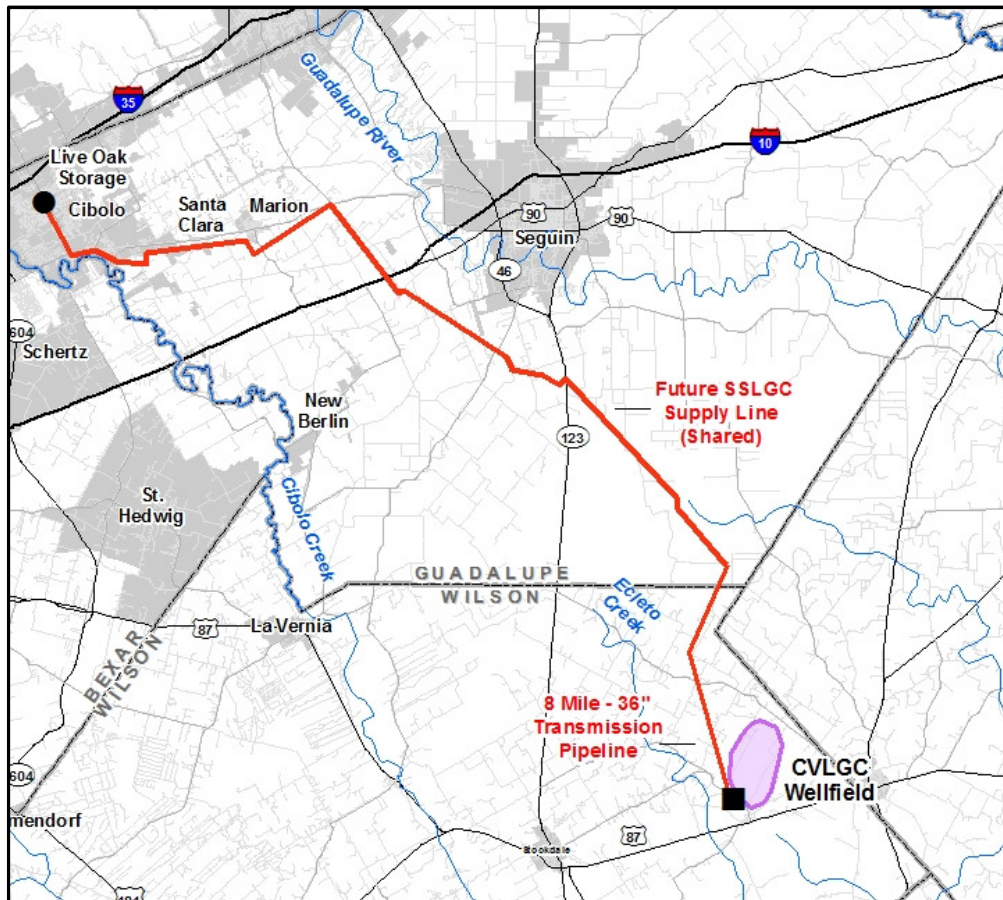 35
Guadalupe River
10
Live Oak
Storage
Cibolo
Santa
Clara
Marion
90
90
Seguin
46
604
Schertz
New
Berlin
Future SSLGC
Supply Line
(Shared)
123
St.
Hedwig
Cibolo Creek
GUADALUPE
WILSON
Ecleto
Creek
87
La Vernia
BEXAR
WILSON
8 Mile - 36"
Transmission
Pipeline
CVLGC
Wellfield
604
mendorf
87
Stockdale